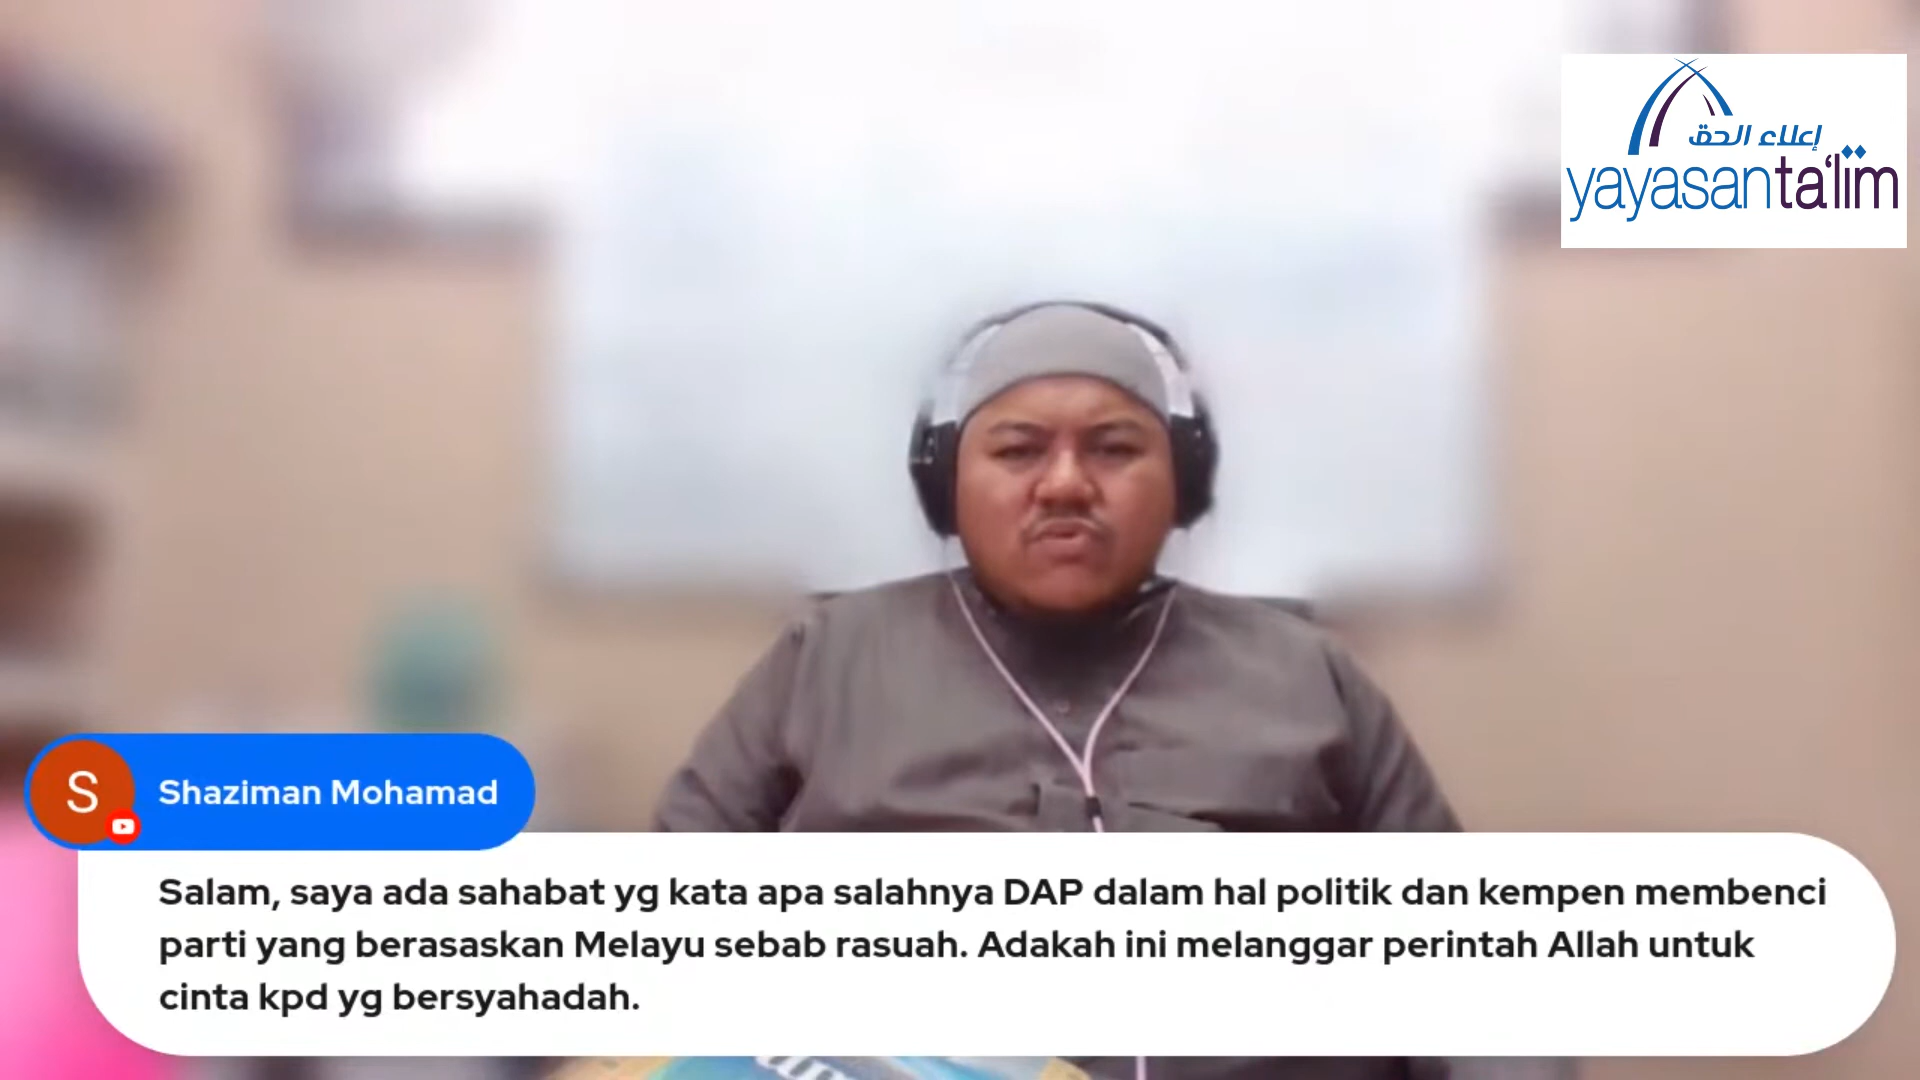 إعلاء الحق
yayasanta'lim
S
Shaziman Mohamad
Salam, saya ada sahabat yg kata apa salahnya DAP dalam hal politik dan kempen membenci
parti yang berasaskan Melayu sebab rasuah. Adakah ini melanggar perintah Allah untuk
cinta kpd yg bersyahadah.